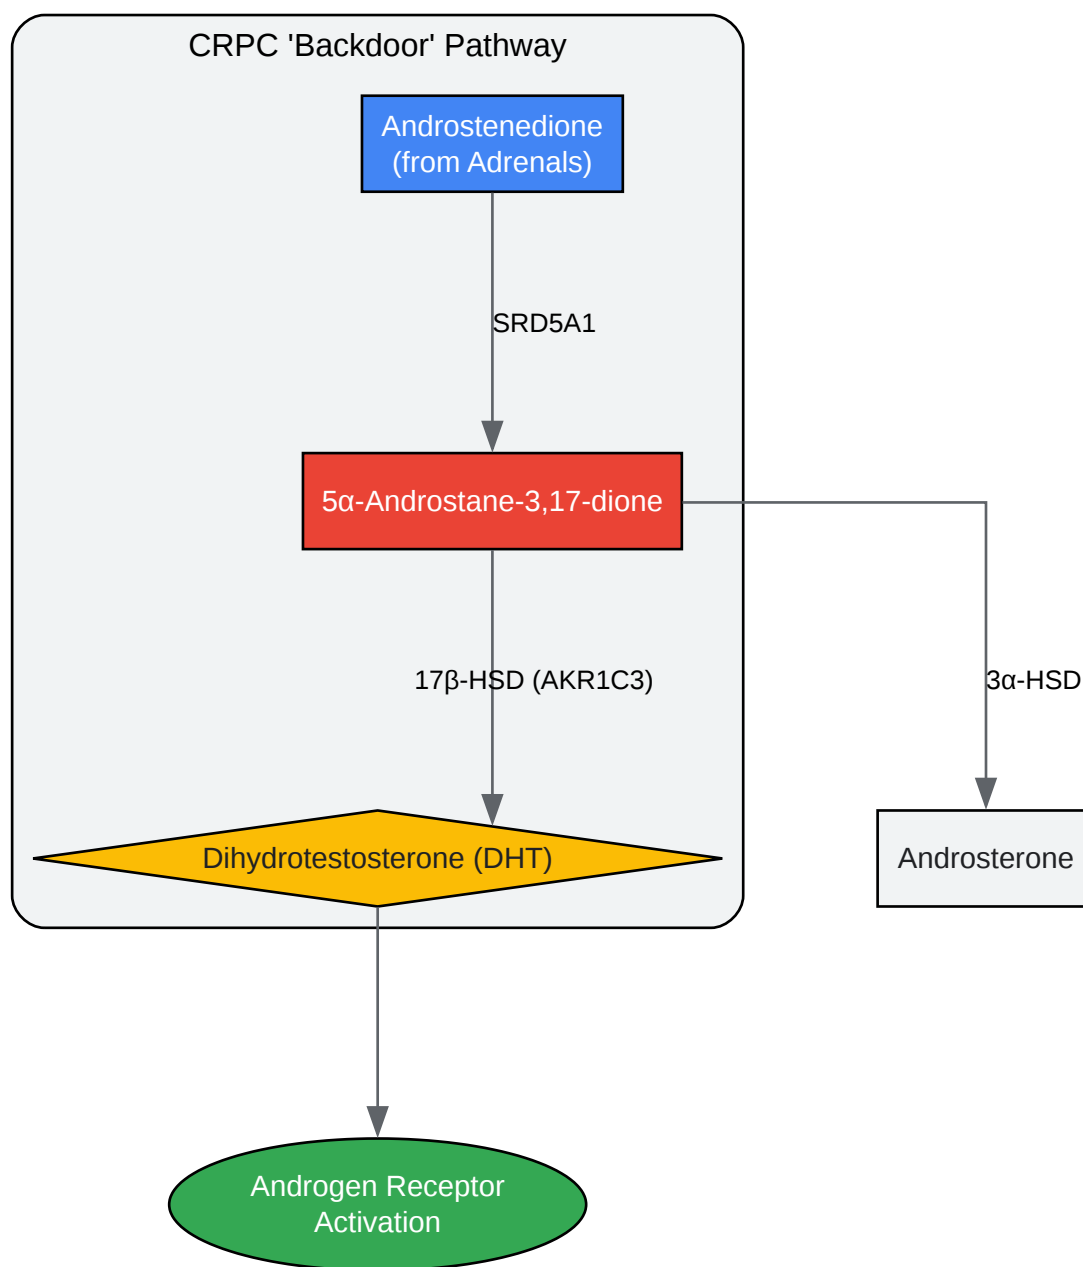 CRPC 'Backdoor' Pathway
Androstenedione
(from Adrenals)
SRD5A1
5α-Androstane-3,17-dione
17β-HSD (AKR1C3)
3α-HSD
Dihydrotestosterone (DHT)
Androsterone
Androgen Receptor
Activation